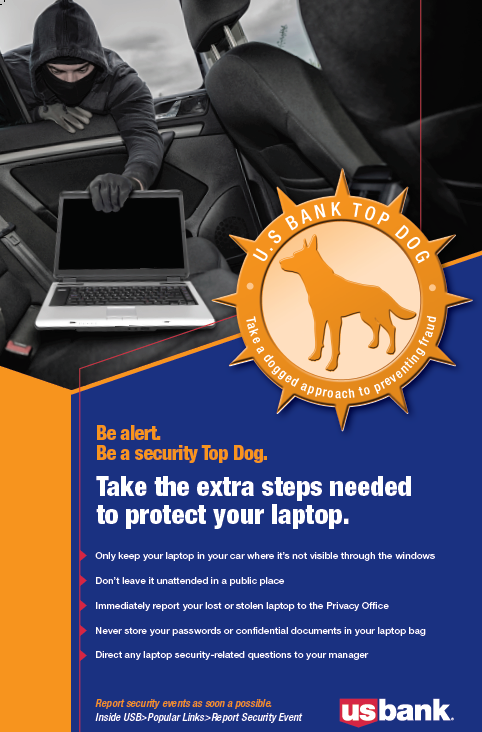 U.S BANK TOP DOG
Take a dogged approach to preventing fraud
Be alert.
Be a security Top Dog.
Take the extra steps needed
to protect your laptop.
Only keep your laptop in your car where it's not visible through the windows
Don't leave it unattended in a public place
Immediately report your lost or stolen laptop to the Privacy Office
Never store your passwords or confidential documents in your laptop bag
Direct any laptop security-related questions to your manager
Report security events as soon a possible.
Inside USB>Popular Links>Report Security Event
usbank.